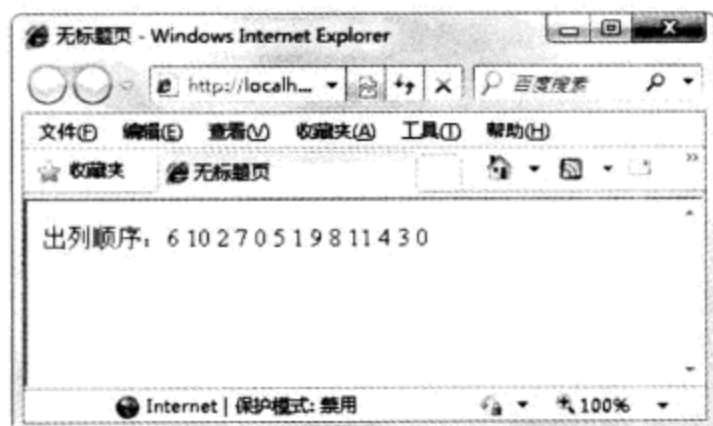 无标题页 - Windows Internet Explorer
http://localh...
百度搜索
文件(F) 编辑(E) 查看(V) 收藏夹(A) 工具(T) 帮助(H)
收藏夹 无标题页
出列顺序：6 10 2 7 0 5 1 9 8 11 4 3 0
Internet | 保护模式: 禁用 100%